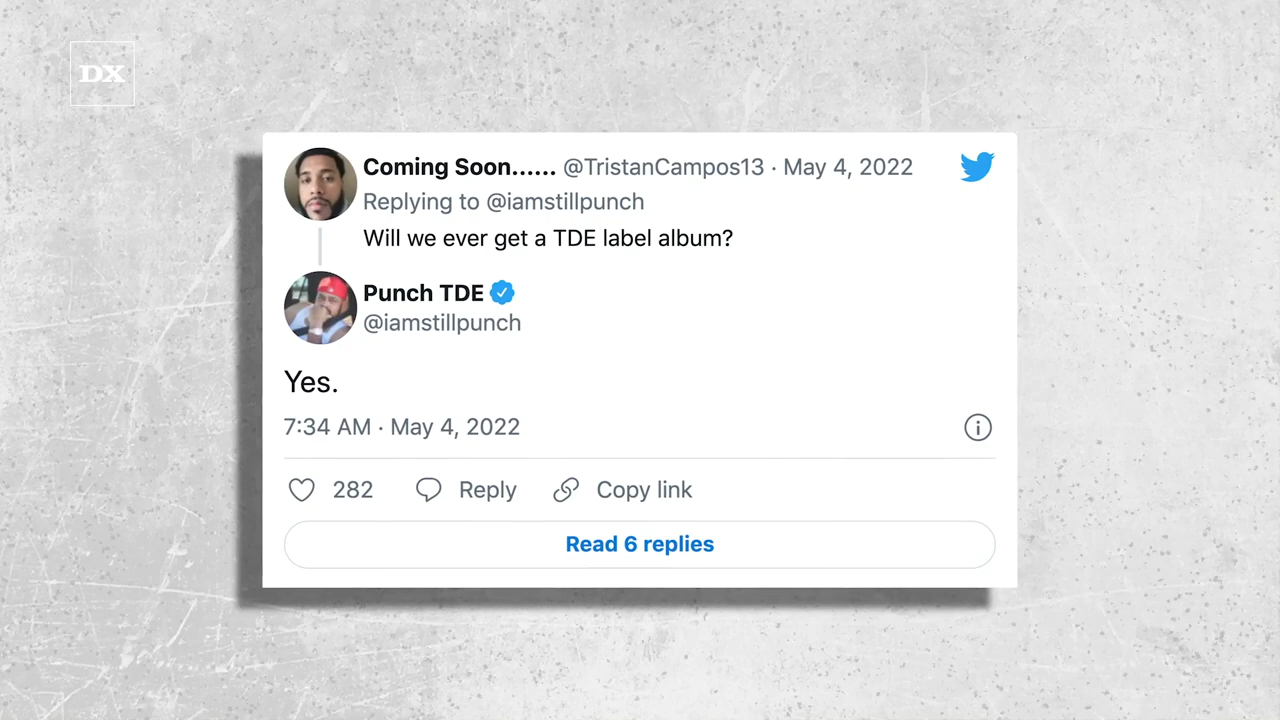 DX
Coming Soon...... @TristanCampos13 · May 4, 2022
Replying to @iamstillpunch
Will we ever get a TDE label album?
Punch TDE
@iamstillpunch
Yes.
7:34 AM · May 4, 2022
282 Reply Copy link
Read 6 replies